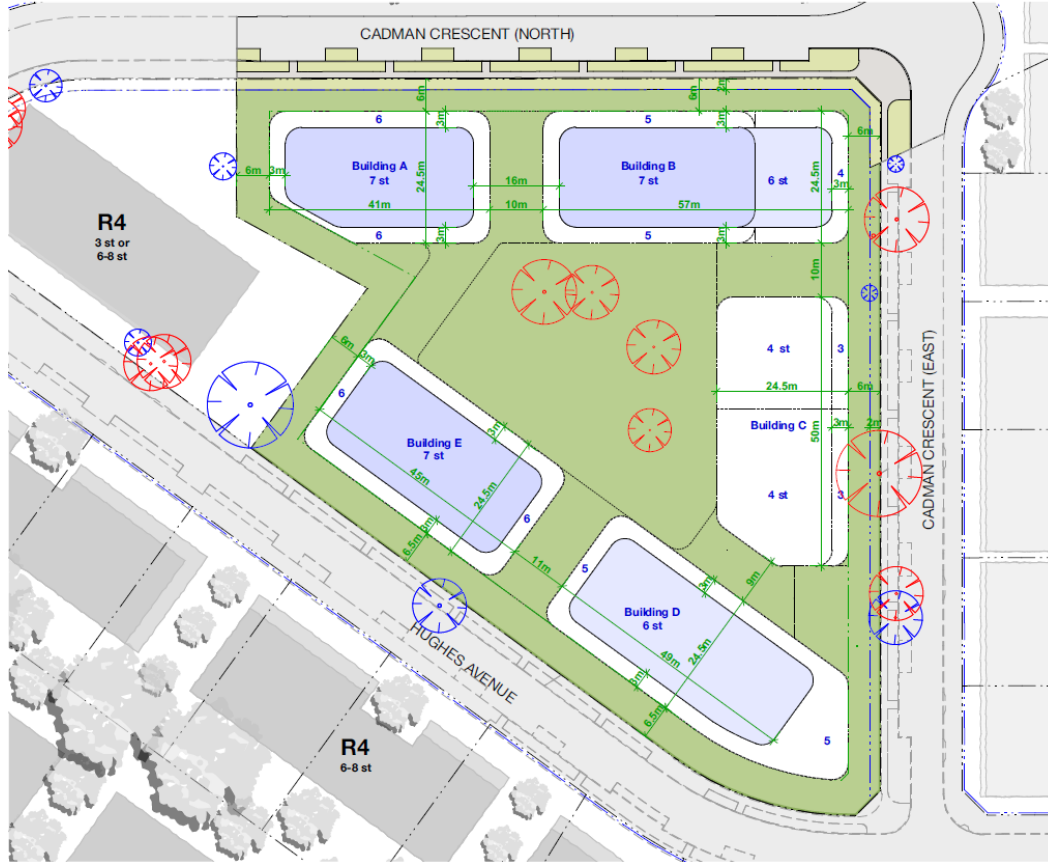 CADMAN CRESCENT (NORTH)
6m
6m
2m
6
3m
5
3m
6m
Building A
7 st
24.5m
Building B
7 st
6 st
24.5m
4
3m
6m
3m
16m
41m
10m
57m
6
3m
5
3m
R4
3 st or
6-8 st
10m
4 st
3
24.5m
6m
Building C
3m
2m
50m
4 st
3
CADMAN CRESCENT (EAST)
6m
3m
6
Building E
7 st
3m
45m
24.5m
6
3m
6.5m
11m
5
3m
9m
Building D
6 st
49m
24.5m
3m
6.5m
5
HUGHES AVENUE
R4
6-8 st